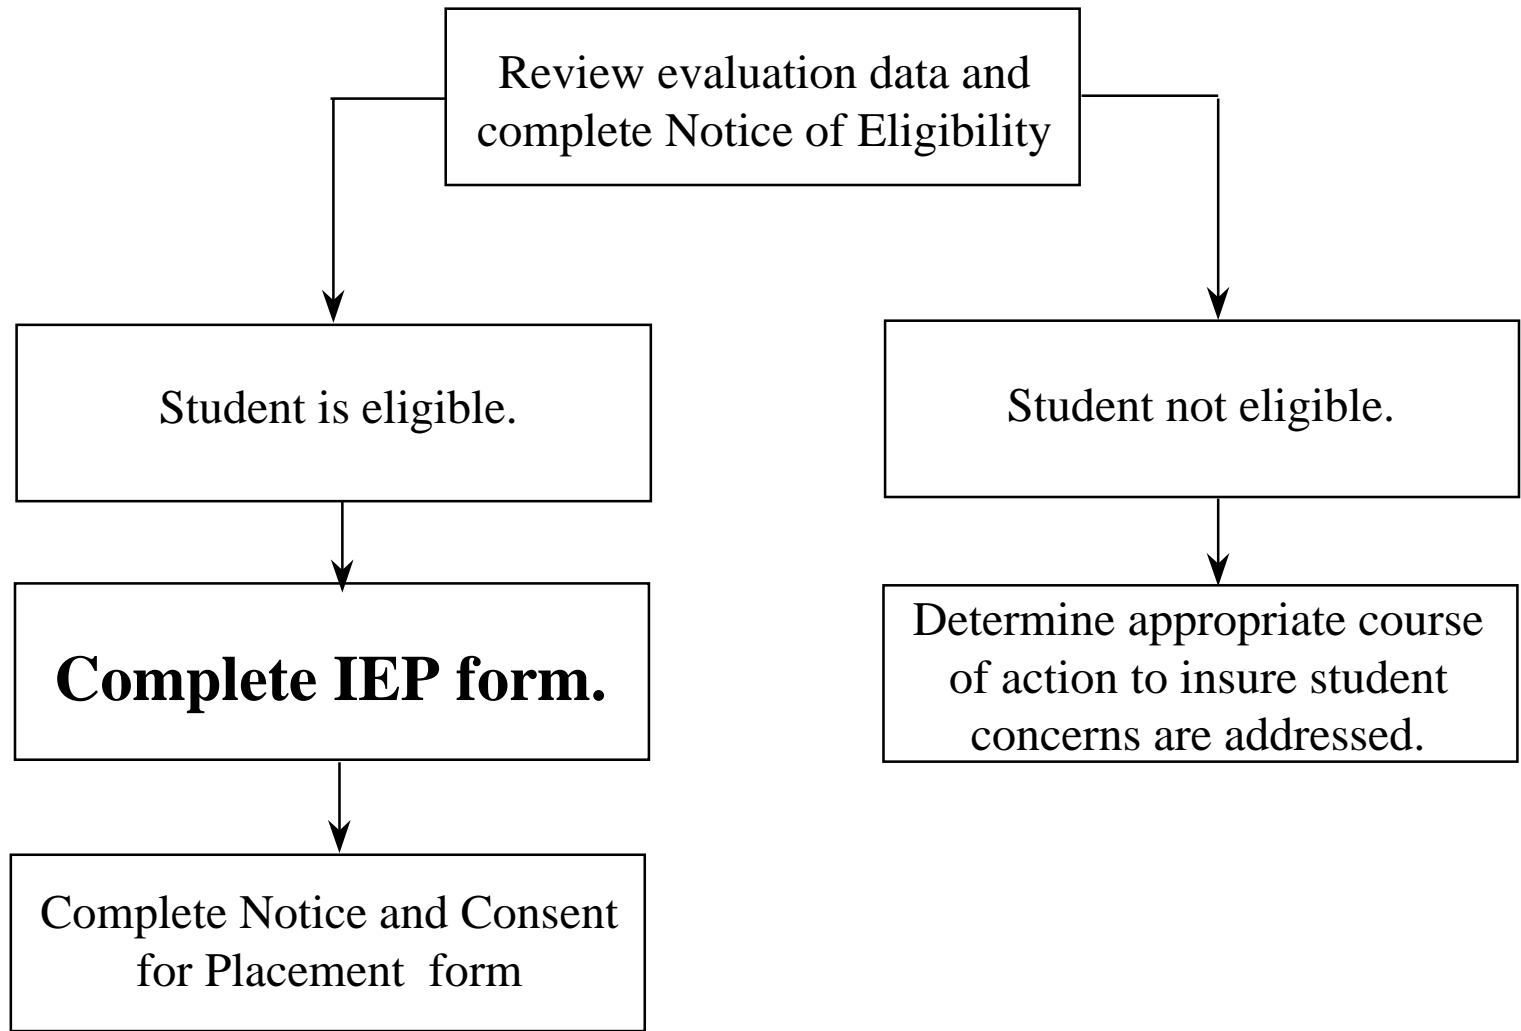 Review evaluation data and
complete Notice of Eligibility
Student is eligible.
Student not eligible.
Complete IEP form.
Determine appropriate course
of action to insure student
concerns are addressed.
Complete Notice and Consent
for Placement  form